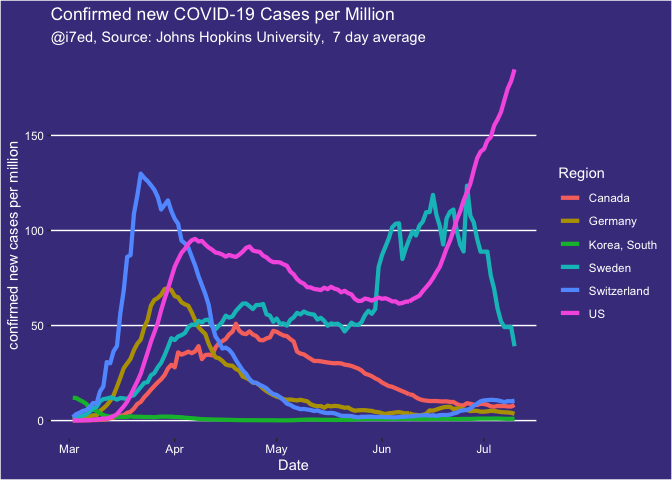 Confirmed new COVID-19 Cases per Million
@i7ed, Source: Johns Hopkins University,  7 day average
confirmed new cases per million
150
100
50
0
Mar
Apr
May
Jun
Jul
Date
Region
Canada
Germany
Korea, South
Sweden
Switzerland
US